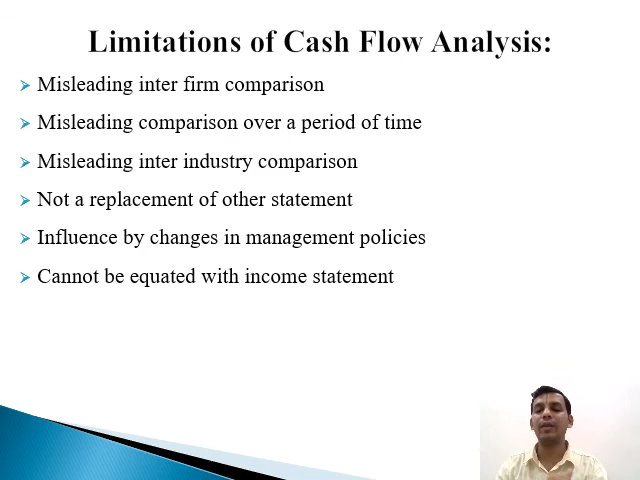 Limitations of Cash Flow Analysis:
Misleading inter firm comparison
Misleading comparison over a period of time
Misleading inter industry comparison
Not a replacement of other statement
Influence by changes in management policies
Cannot be equated with income statement